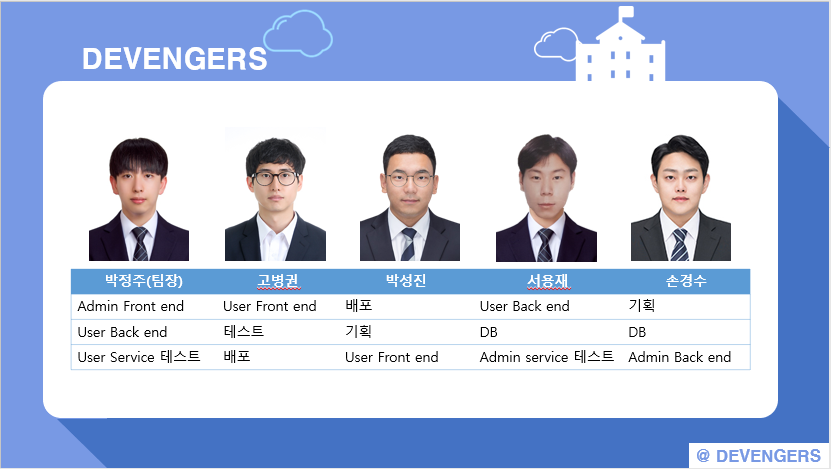 DEVENGERS
박정주(팀장) 고병권 박성진 서용재 손경수
Admin Front end User Front end 배포 User Back end 기획
User Back end 테스트 기획 DB DB
User Service 테스트 배포 User Front end Admin service 테스트 Admin Back end
@ DEVENGERS